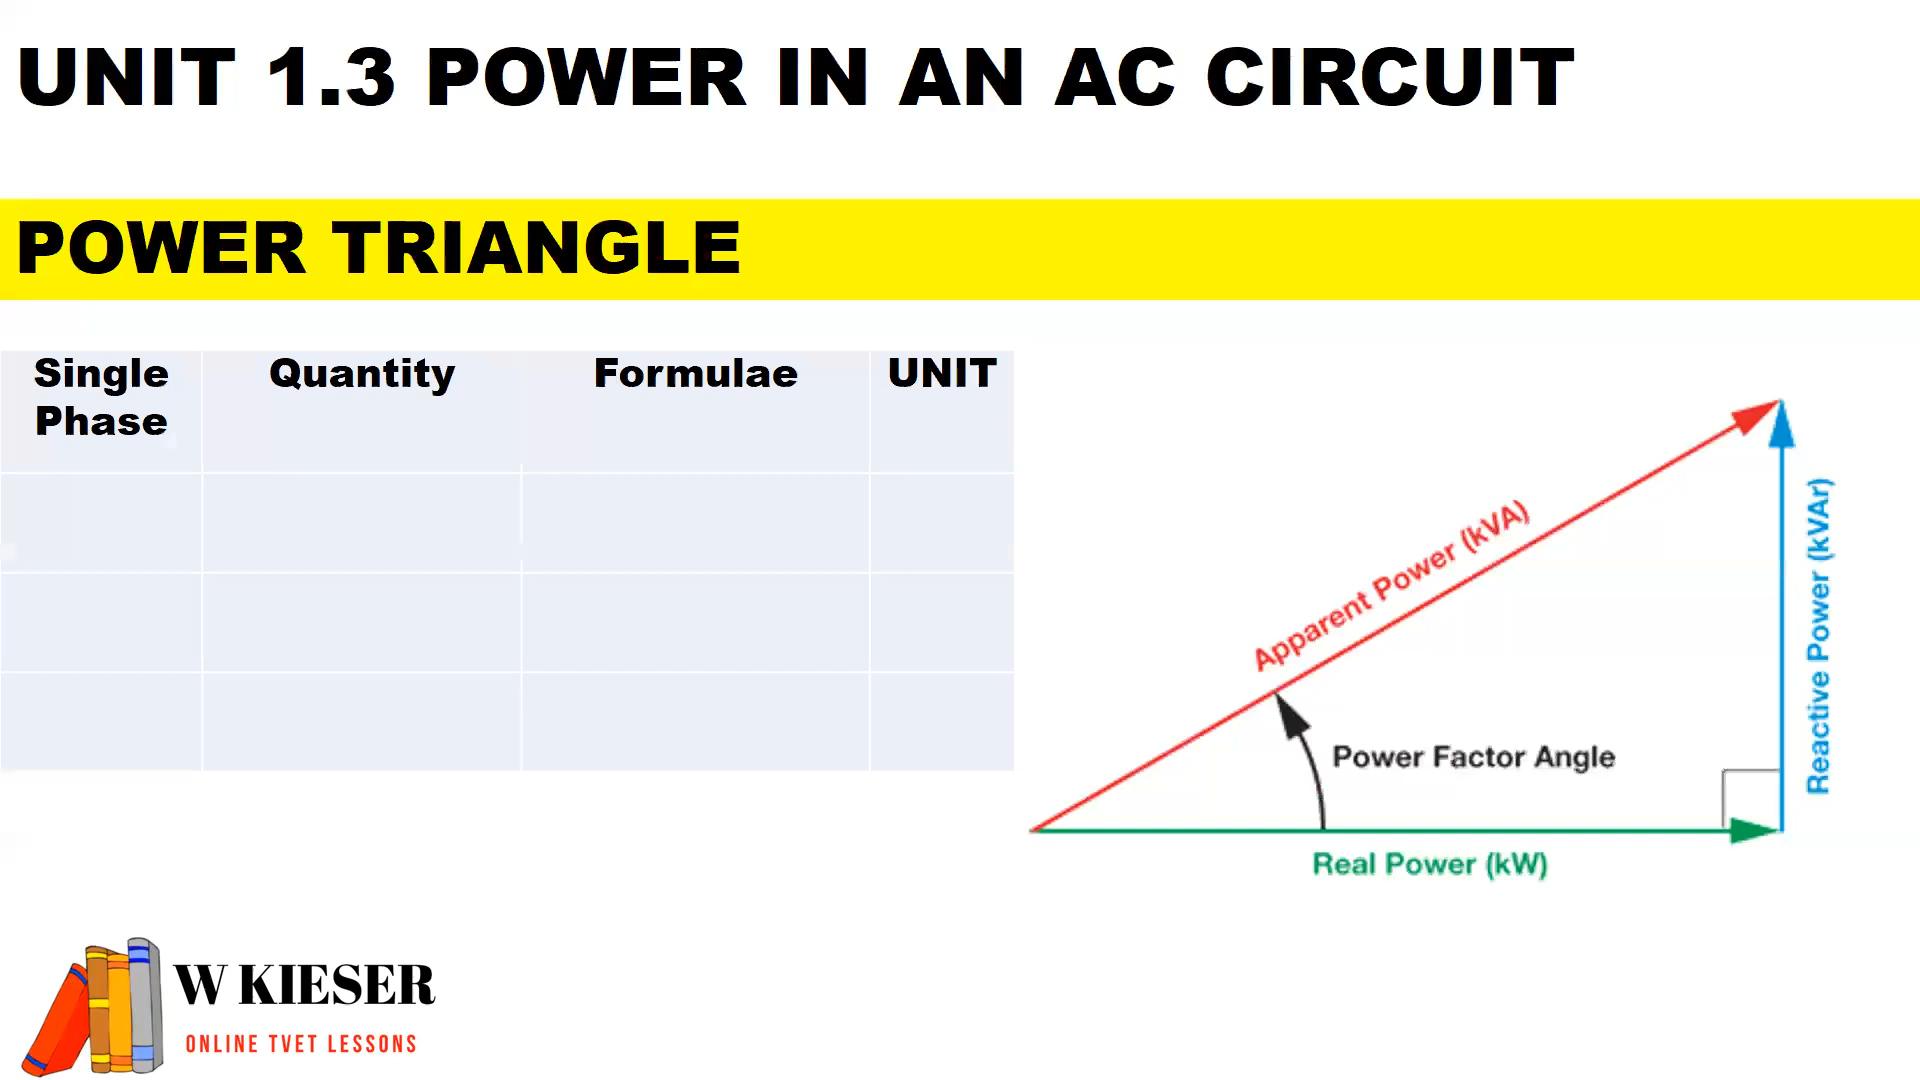 UNIT 1.3 POWER IN AN AC CIRCUIT
POWER TRIANGLE
Single Phase
Quantity
Formulae
UNIT
Apparent Power (kVA)
Reactive Power (kVAr)
Power Factor Angle
Real Power (kW)
W KIESER
ONLINE TVET LESSONS